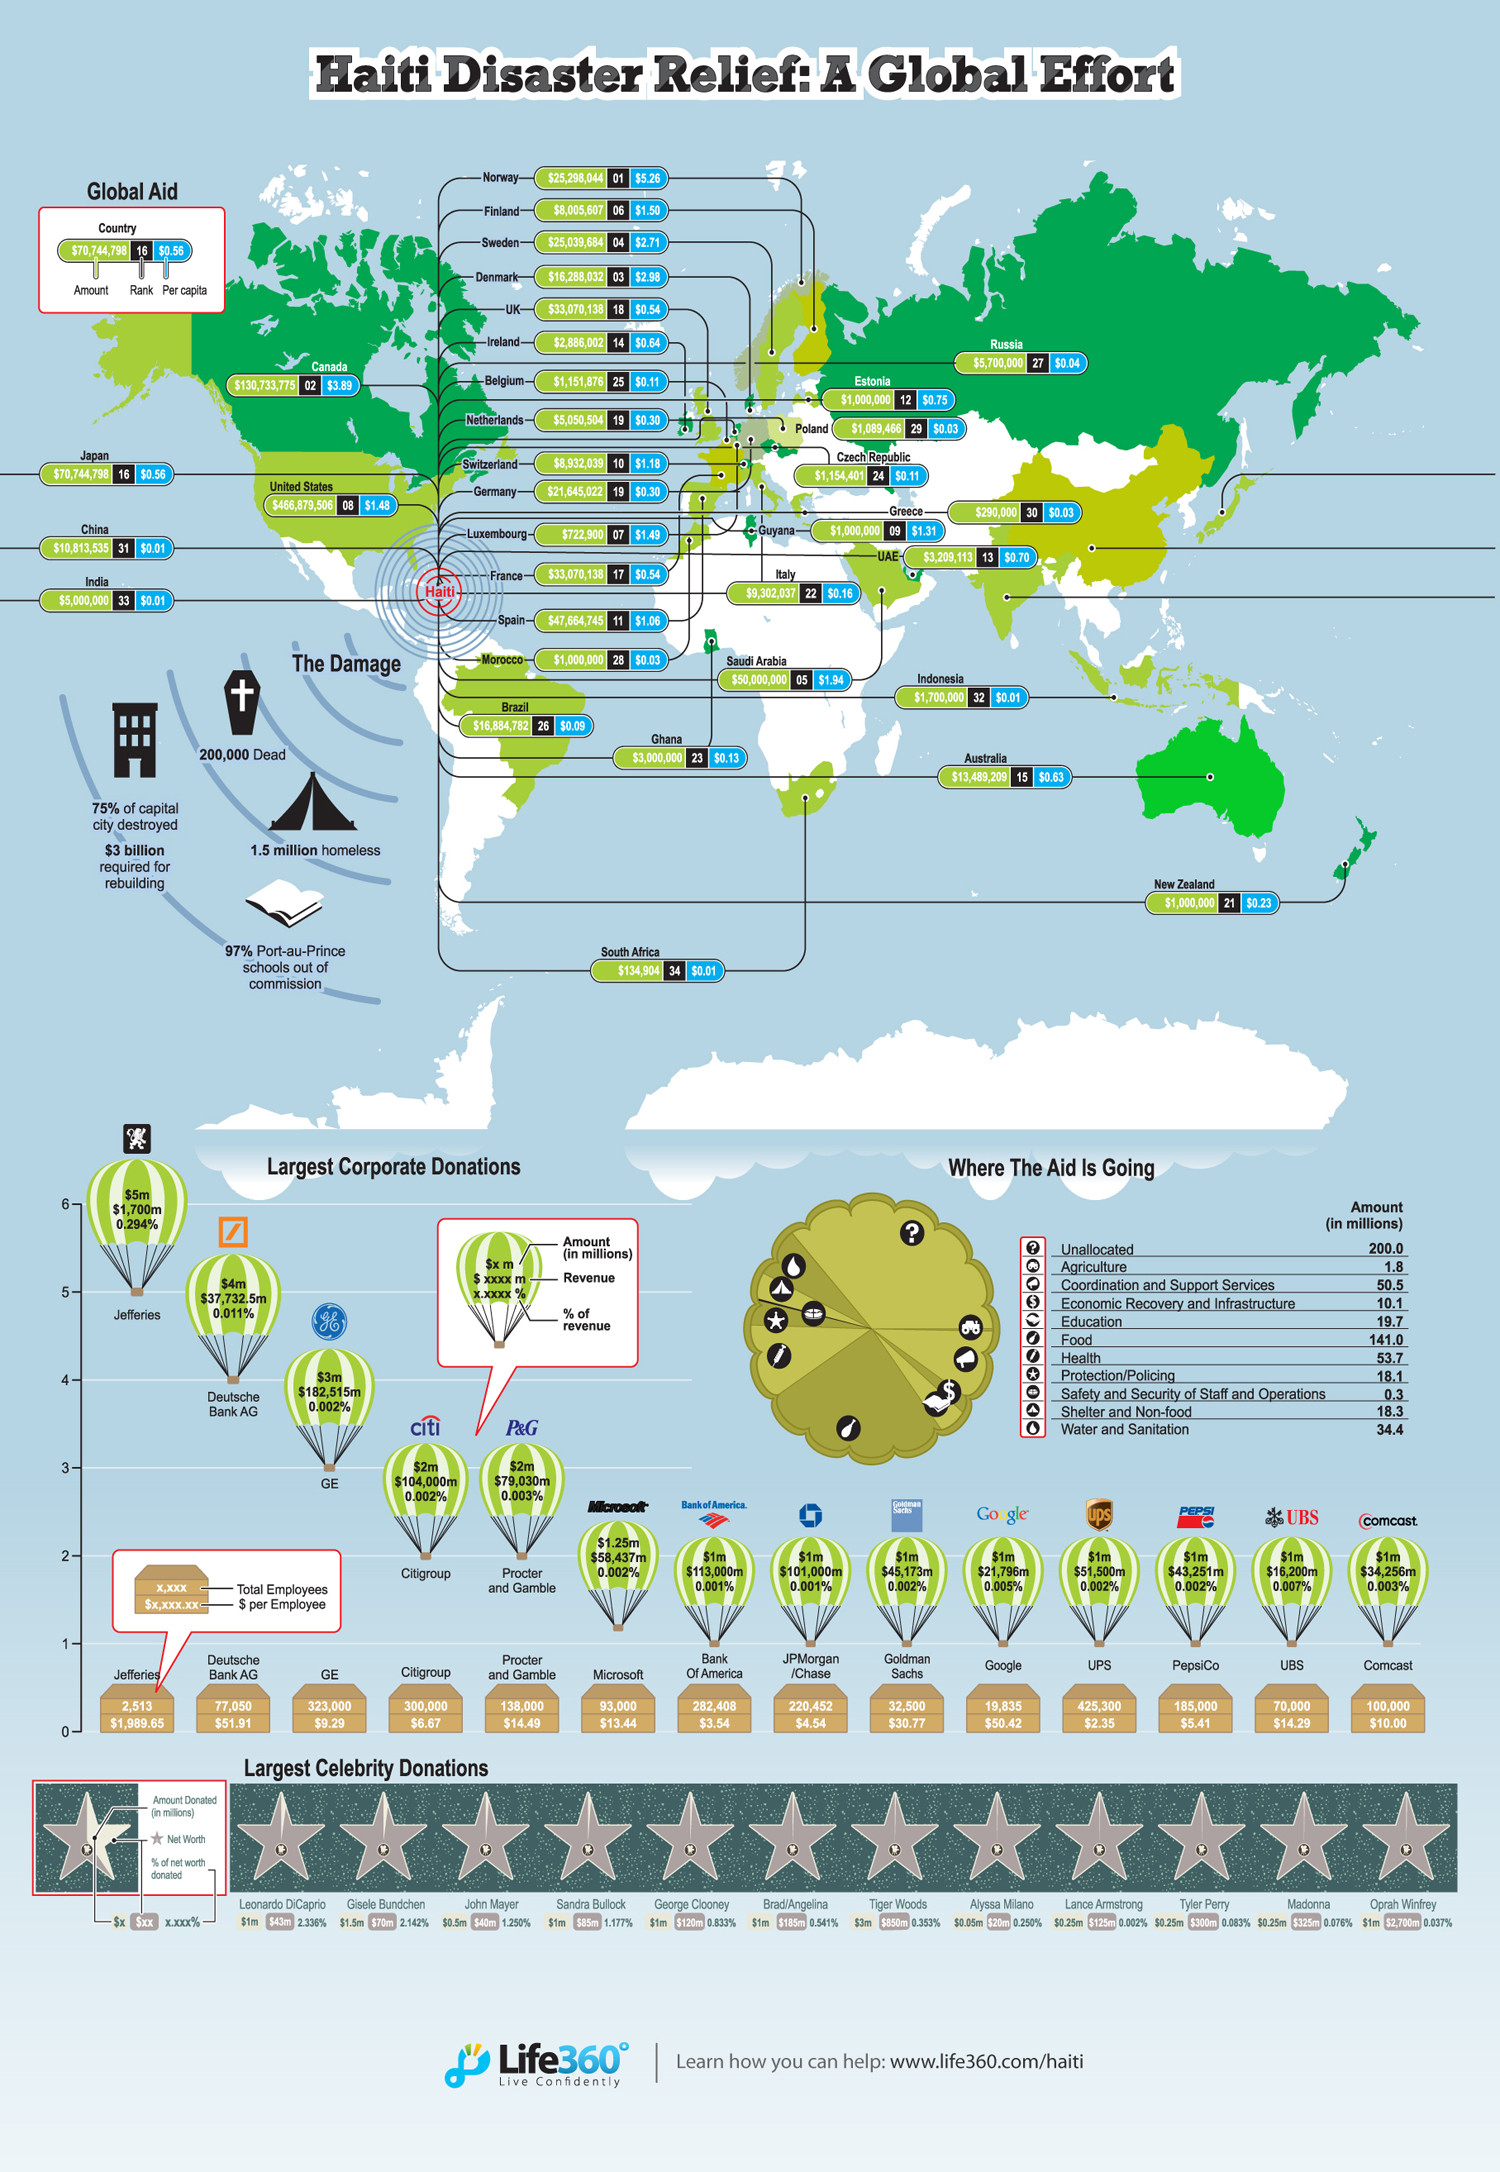 Haiti Disaster Relief: A Global Effort
Global Aid
Country
$70,744,798 16 $0.56
Amount Rank Per capita
Norway $25,298,044 01 $5.26
Finland $8,005,607 06 $1.50
Sweden $25,039,684 04 $2.71
Denmark $16,288,032 03 $2.98
UK $33,070,138 18 $0.54
Ireland $2,886,002 14 $0.64
Russia
$5,700,000 27 $0.04
Canada
$130,733,775 02 $3.89
Belgium $1,151,876 25 $0.11
Estonia
$1,000,000 12 $0.75
Netherlands $5,050,504 19 $0.30
Poland $1,089,466 29 $0.03
Japan
$70,744,798 16 $0.56
Switzerland $8,932,039 10 $1.18
Czech Republic
$1,154,401 24 $0.11
United States
$466,879,506 08 $1.48
Germany $21,645,022 19 $0.30
Greece $290,000 30 $0.03
China
$10,813,535 31 $0.01
Luxembourg $722,900 07 $1.49
Guyana $1,000,000 09 $1.31
UAE $3,209,113 13 $0.70
India
$5,000,000 33 $0.01
Haiti
France $33,070,138 17 $0.54
Italy
$9,302,037 22 $0.16
Spain $47,664,745 11 $1.06
Morocco $1,000,000 28 $0.03
Saudi Arabia
$50,000,000 05 $1.94
Indonesia
$1,700,000 32 $0.01
Brazil
$16,884,782 26 $0.09
Ghana
$3,000,000 23 $0.13
Australia
$13,489,209 15 $0.63
New Zealand
$1,000,000 21 $0.23
South Africa
$134,904 34 $0.01
The Damage
200,000 Dead
75% of capital
city destroyed
$3 billion
required for
rebuilding
1.5 million homeless
97% Port-au-Prince
schools out of
commission
Largest Corporate Donations
6
5
4
3
2
1
0
$5m
$1,700m
0.294%
Jefferies
$4m
$37,732.5m
0.011%
Deutsche
Bank AG
GE
$3m
$182,515m
0.002%
GE
$x m
$ xxxx m
x.xxxx %
Amount
(in millions)
Revenue
% of
revenue
citi
$2m
$104,000m
0.002%
Citigroup
P&G
$2m
$79,030m
0.003%
Procter
and Gamble
Microsoft
$1.25m
$58,437m
0.002%
Bank of America.
$1m
$113,000m
0.001%
$1m
$101,000m
0.001%
Goldman
Sachs
$1m
$45,173m
0.002%
Google
$1m
$21,796m
0.005%
ups
$1m
$51,500m
0.002%
PEPSI
$1m
$43,251m
0.002%
UBS
$1m
$16,200m
0.007%
comcast.
$1m
$34,256m
0.003%
x,xxx
$x,xxx.xx
Total Employees
$ per Employee
Jefferies
2,513
$1,989.65
Deutsche
Bank AG
77,050
$51.91
GE
323,000
$9.29
Citigroup
300,000
$6.67
Procter
and Gamble
138,000
$14.49
Microsoft
93,000
$13.44
Bank
Of America
282,408
$3.54
JPMorgan
/Chase
220,452
$4.54
Goldman
Sachs
32,500
$30.77
Google
19,835
$50.42
UPS
425,300
$2.35
PepsiCo
185,000
$5.41
UBS
70,000
$14.29
Comcast
100,000
$10.00
Where The Aid Is Going
?
$
Amount
(in millions)
? Unallocated 200.0
Agriculture 1.8
Coordination and Support Services 50.5
$ Economic Recovery and Infrastructure 10.1
Education 19.7
Food 141.0
Health 53.7
Protection/Policing 18.1
Safety and Security of Staff and Operations 0.3
Shelter and Non-food 18.3
Water and Sanitation 34.4
Largest Celebrity Donations
Amount Donated
(in millions)
Net Worth
% of net worth
donated
$x $xx x.xxx%
Leonardo DiCaprio
$1m $43m 2.336%
Gisele Bundchen
$1.5m $70m 2.142%
John Mayer
$0.5m $40m 1.250%
Sandra Bullock
$1m $85m 1.177%
George Clooney
$1m $120m 0.833%
Brad/Angelina
$1m $185m 0.541%
Tiger Woods
$3m $850m 0.353%
Alyssa Milano
$0.05m $20m 0.250%
Lance Armstrong
$0.25m $125m 0.002%
Tyler Perry
$0.25m $300m 0.083%
Madonna
$0.25m $325m 0.076%
Oprah Winfrey
$1m $2,700m 0.037%
Life360°
Live Confidently
Learn how you can help: www.life360.com/haiti